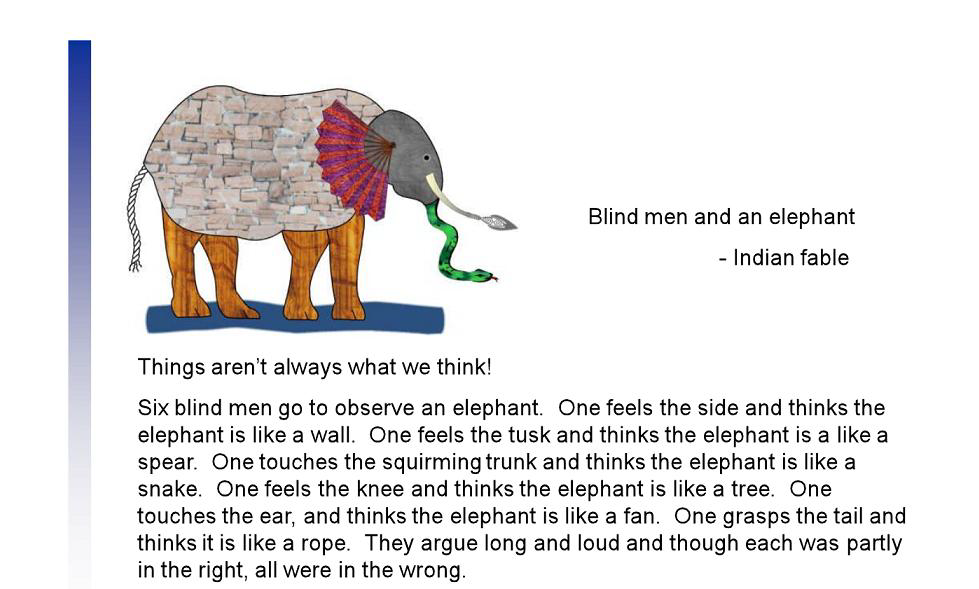 Blind men and an elephant
- Indian fable
Things aren't always what we think!
Six blind men go to observe an elephant.  One feels the side and thinks the
elephant is like a wall.  One feels the tusk and thinks the elephant is a like a
spear.  One touches the squirming trunk and thinks the elephant is like a
snake.  One feels the knee and thinks the elephant is like a tree.  One
touches the ear, and thinks the elephant is like a fan.  One grasps the tail and
thinks it is like a rope.  They argue long and loud and though each was partly
in the right, all were in the wrong.